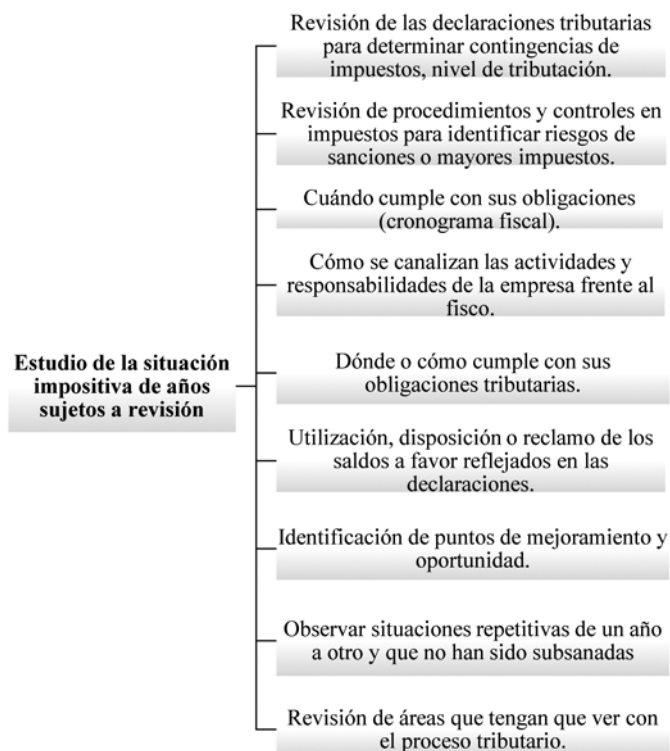 Revisión de las declaraciones tributarias
para determinar contingencias de
impuestos, nivel de tributación.
Revisión de procedimientos y controles en
impuestos para identificar riesgos de
sanciones o mayores impuestos.
Cuándo cumple con sus obligaciones
(cronograma fiscal).
Cómo se canalizan las actividades y
responsabilidades de la empresa frente al
fisco.
Estudio de la situación
impositiva de años
sujetos a revisión
Dónde o cómo cumple con sus
obligaciones tributarias.
Utilización, disposición o reclamo de los
saldos a favor reflejados en las
declaraciones.
Identificación de puntos de mejoramiento y
oportunidad.
Observar situaciones repetitivas de un año
a otro y que no han sido subsanadas
Revisión de áreas que tengan que ver con
el proceso tributario.